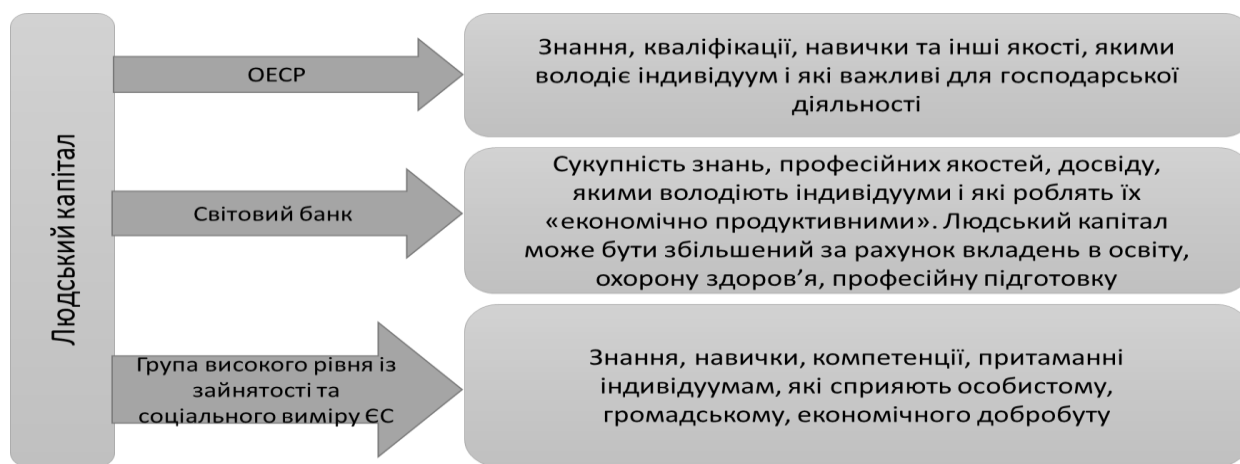 Людський капітал
ОЕСР
Знання, кваліфікації, навички та інші якості, якими
володіє індивідуум і які важливі для господарської
діяльності
Світовий банк
Сукупність знань, професійних якостей, досвіду,
якими володіють індивідууми і які роблять їх
«економічно продуктивними». Людський капітал
може бути збільшений за рахунок вкладень в освіту,
охорону здоров’я, професійну підготовку
Група високого рівня із
зайнятості та
соціального виміру ЄС
Знання, навички, компетенції, притаманні
індивідуумам, які сприяють особистому,
громадському, економічного добробуту